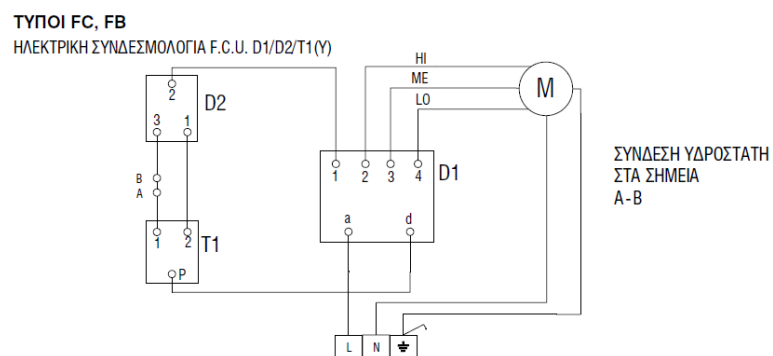 ΤΥΠΟΙ FC, FB
ΗΛΕΚΤΡΙΚΗ ΣΥΝΔΕΣΜΟΛΟΓΙΑ F.C.U. D1/D2/T1(Y)
HI
ME
LO
M
2
D2
3 1
B
A
1 2 T1
P
1 2 3 4 D1
a d
ΣΥΝΔΕΣΗ ΥΔΡΟΣΤΑΤΗ
ΣΤΑ ΣΗΜΕΙΑ
Α-Β
L N